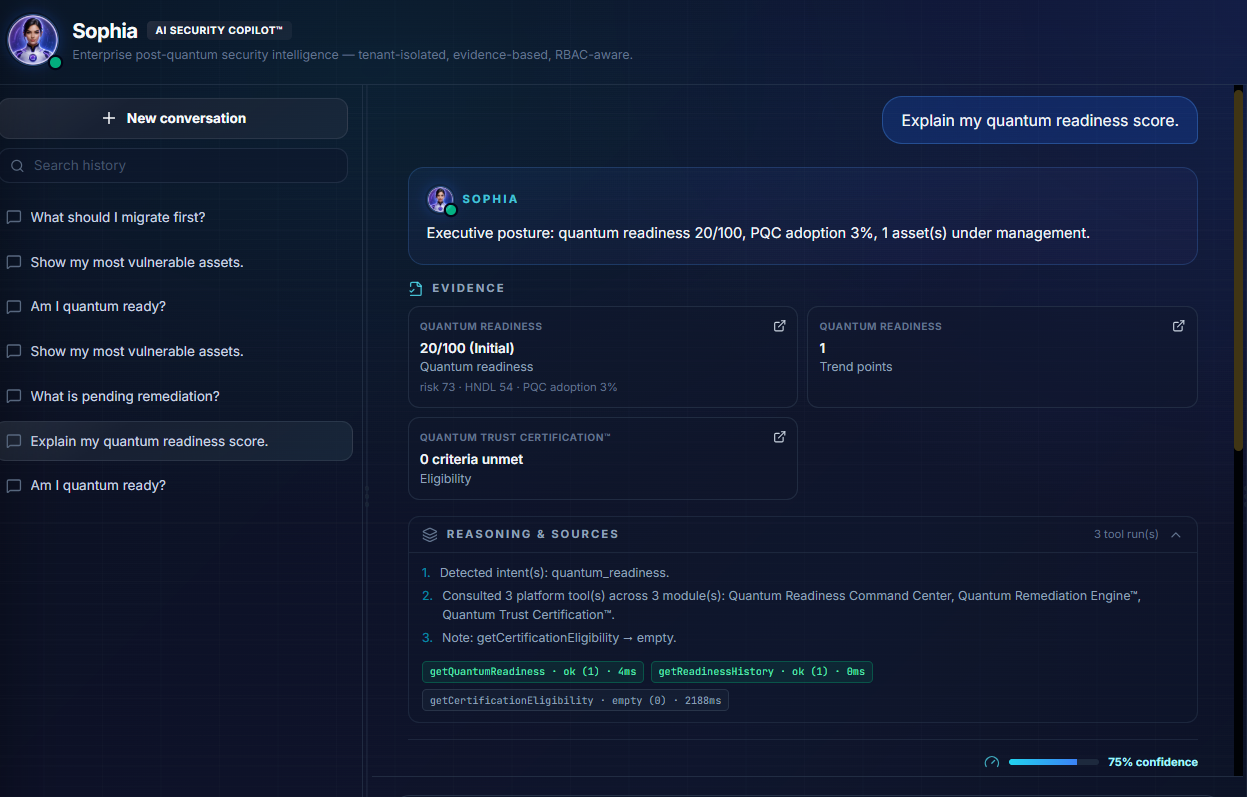 Sophia AI SECURITY COPILOT™
Enterprise post-quantum security intelligence — tenant-isolated, evidence-based, RBAC-aware.
+ New conversation
Search history
What should I migrate first?
Show my most vulnerable assets.
Am I quantum ready?
Show my most vulnerable assets.
What is pending remediation?
Explain my quantum readiness score.
Am I quantum ready?
Explain my quantum readiness score.
SOPHIA
Executive posture: quantum readiness 20/100, PQC adoption 3%, 1 asset(s) under management.
EVIDENCE
QUANTUM READINESS
20/100 (Initial)
Quantum readiness
risk 73 · HNDL 54 · PQC adoption 3%
QUANTUM READINESS
1
Trend points
QUANTUM TRUST CERTIFICATION™
0 criteria unmet
Eligibility
REASONING & SOURCES
3 tool run(s)
1. Detected intent(s): quantum_readiness.
2. Consulted 3 platform tool(s) across 3 module(s): Quantum Readiness Command Center, Quantum Remediation Engine™,
Quantum Trust Certification™.
3. Note: getCertificationEligibility → empty.
getQuantumReadiness · ok (1) · 4ms
getReadinessHistory · ok (1) · 0ms
getCertificationEligibility · empty (0) · 2188ms
75% confidence